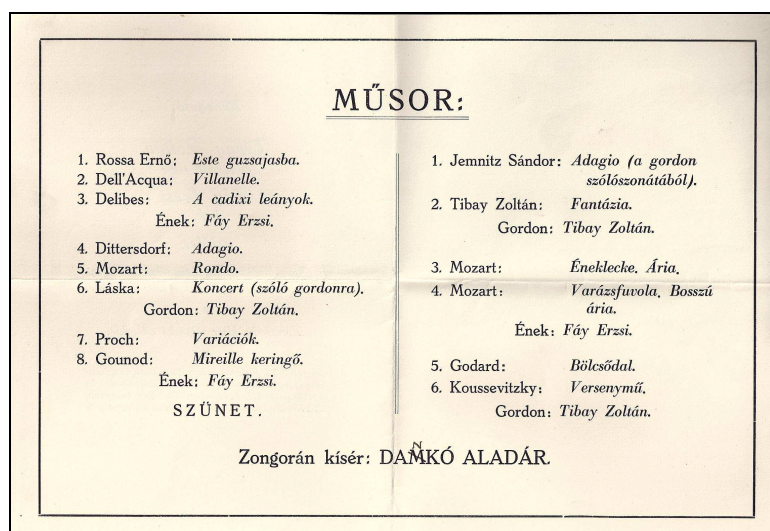 MŰSOR:
1. Rossa Ernő: Este guzsajasba.
2. Dell'Acqua: Villanelle.
3. Delibes: A cadixi leányok.
Ének: Fáy Erzsi.
4. Dittersdorf: Adagio.
5. Mozart: Rondo.
6. Láska: Koncert (szóló gordonra).
Gordon: Tibay Zoltán.
7. Proch: Variációk.
8. Gounod: Mireille keringő.
Ének: Fáy Erzsi.
SZÜNET.
1. Jemnitz Sándor: Adagio (a gordon
szólószonátából).
2. Tibay Zoltán: Fantázia.
Gordon: Tibay Zoltán.
3. Mozart: Éneklecke. Ária.
4. Mozart: Varázsfuvola. Bosszú
ária.
Ének: Fáy Erzsi.
5. Godard: Bölcsődal.
6. Koussevitzky: Versenymű.
Gordon: Tibay Zoltán.
Zongorán kísér: DAMKÓ ALADÁR.